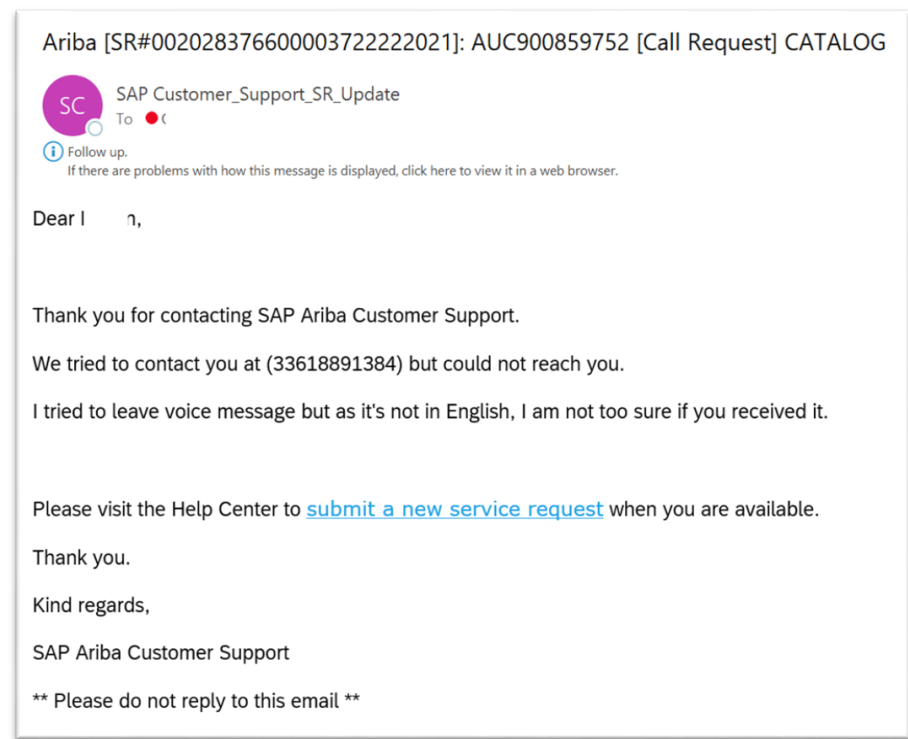 Ariba [SR#002028376600003722222021]: AUC900859752 [Call Request] CATALOG
SC
SAP Customer_Support_SR_Update
To
Follow up.
If there are problems with how this message is displayed, click here to view it in a web browser.
Dear
Thank you for contacting SAP Ariba Customer Support.
We tried to contact you at (33618891384) but could not reach you.
I tried to leave voice message but as it's not in English, I am not too sure if you received it.
Please visit the Help Center to submit a new service request when you are available.
Thank you.
Kind regards,
SAP Ariba Customer Support
** Please do not reply to this email **